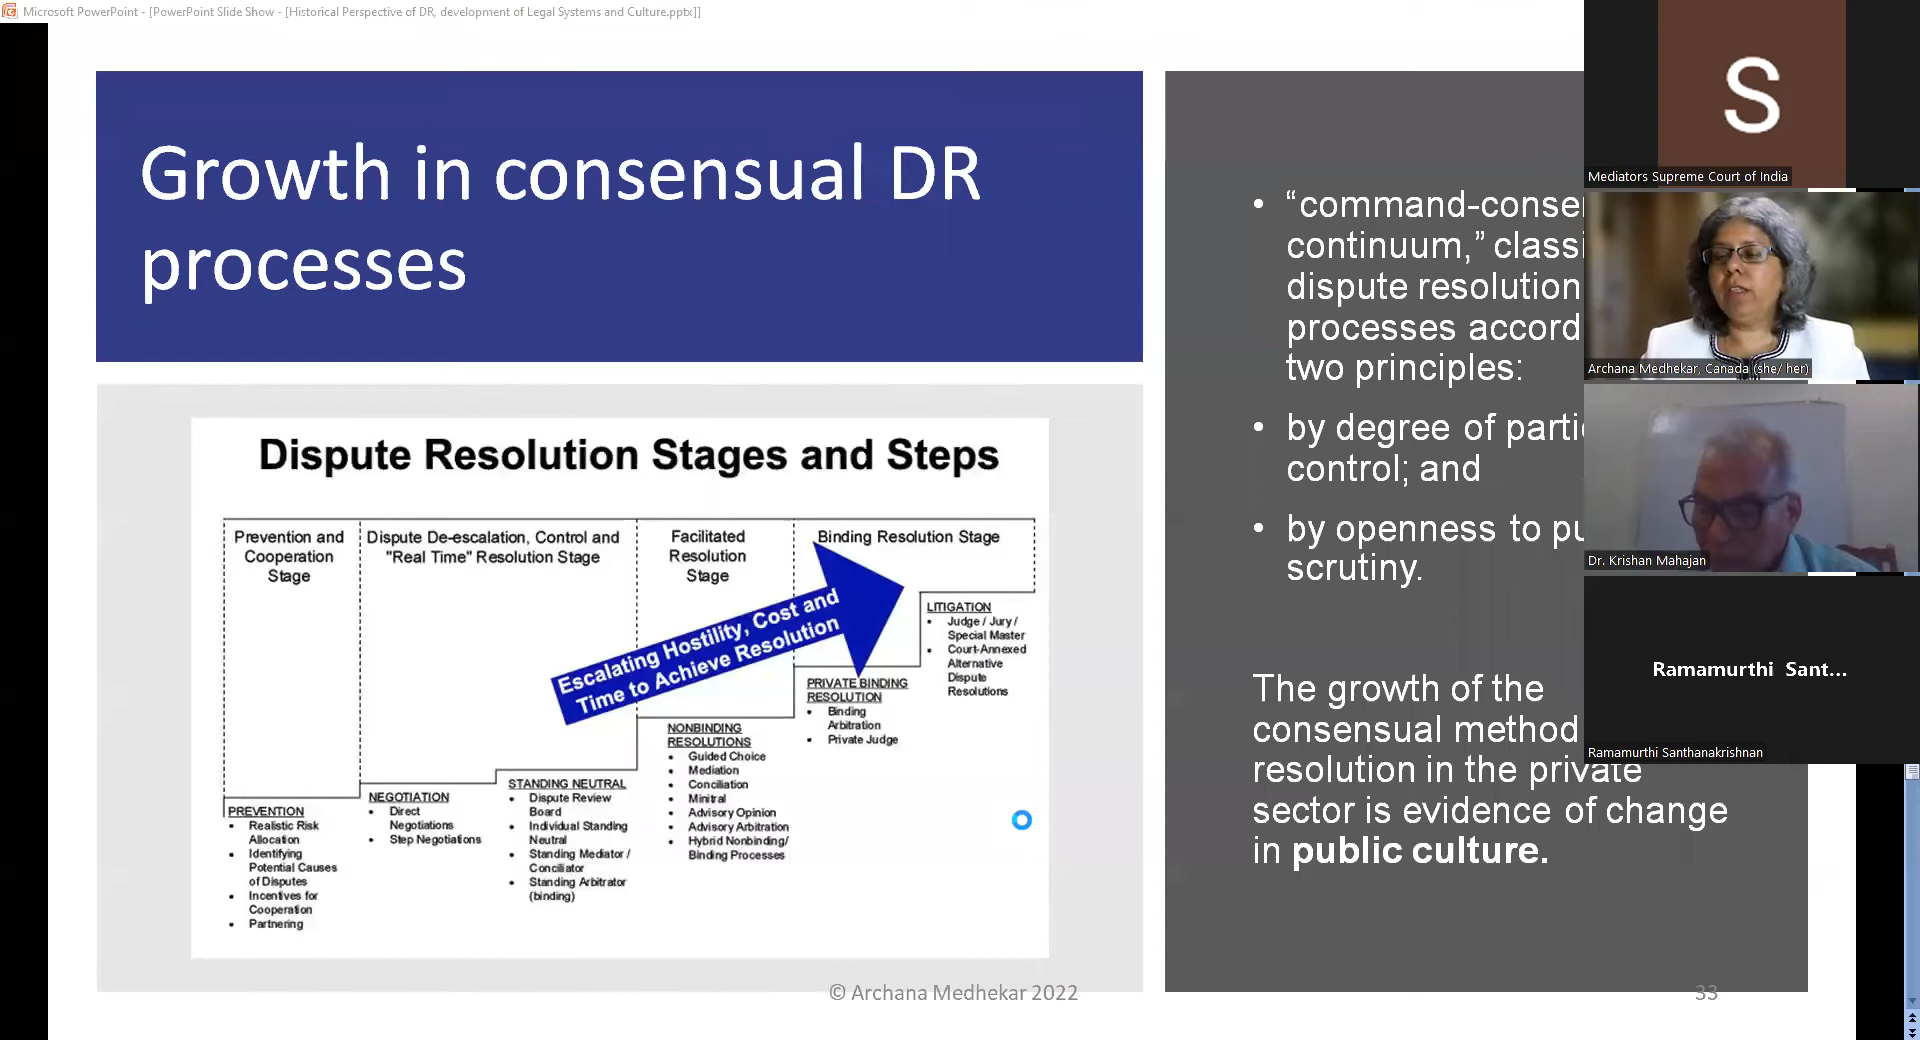 Microsoft PowerPoint - [PowerPoint Slide Show - [Historical Perspective of DR, development of Legal Systems and Culture.pptx]]
Growth in consensual DR
processes
Dispute Resolution Stages and Steps
Prevention and
Cooperation
Stage
Dispute De-escalation, Control and
"Real Time" Resolution Stage
Facilitated
Resolution
Stage
Binding Resolution Stage
Escalating Hostility, Cost and
Time to Achieve Resolution
PREVENTION
• Realistic Risk
Allocation
• Identifying
Potential Causes
of Disputes
• Incentives for
Cooperation
• Partnering
NEGOTIATION
• Direct
Negotiations
• Step Negotiations
STANDING NEUTRAL
• Dispute Review
Board
• Individual Standing
Neutral
• Standing Mediator /
Conciliator
• Standing Arbitrator
(binding)
NONBINDING
RESOLUTIONS
• Guided Choice
• Mediation
• Conciliation
• Minitral
• Advisory Opinion
• Advisory Arbitration
• Hybrid Nonbinding/
Binding Processes
PRIVATE BINDING
RESOLUTION
• Binding
Arbitration
• Private Judge
LITIGATION
• Judge / Jury /
Special Master
• Court-Annexed
Alternative
Dispute
Resolutions
• “command-conse
continuum,” classi
dispute resolution
processes accord
two principles:
• by degree of parti
control; and
• by openness to pu
scrutiny.
The growth of the
consensual method
resolution in the private
sector is evidence of change
in public culture.
© Archana Medhekar 2022
33
S
Mediators Supreme Court of India
Archana Medhekar, Canada (she/ her)
Dr. Krishan Mahajan
Ramamurthi Sant...
Ramamurthi Santhanakrishnan